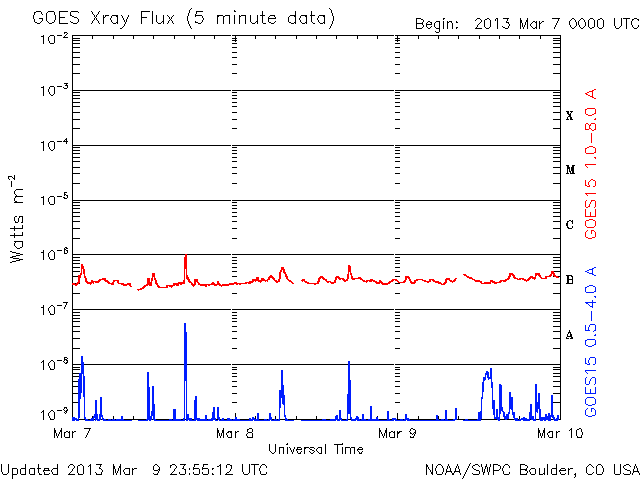 GOES Xray Flux (5 minute data)
Begin: 2013 Mar 7 0000 UTC
Watts m⁻²
10⁻²
10⁻³
10⁻⁴
10⁻⁵
10⁻⁶
10⁻⁷
10⁻⁸
10⁻⁹
X
M
C
B
A
GOES15 1.0-8.0 A
GOES15 0.5-4.0 A
Mar 7 Mar 8 Mar 9 Mar 10
Universal Time
Updated 2013 Mar 9 23:55:12 UTC
NOAA/SWPC Boulder, CO USA